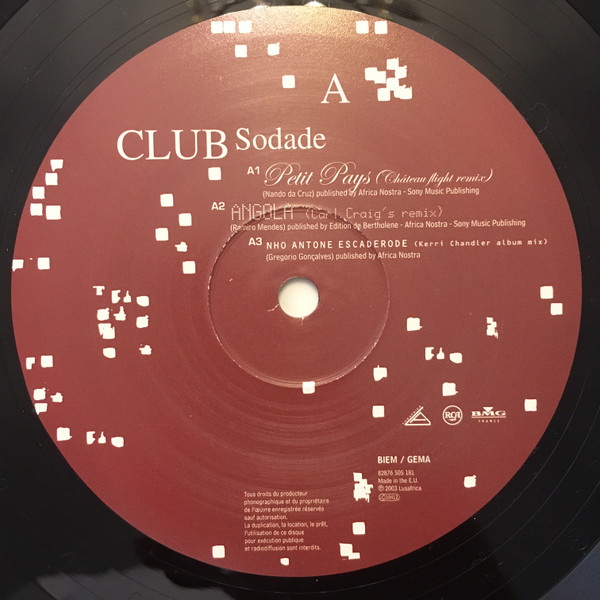 A
CLUB Sodade
A1 Petit Pays (Château flight remix)
(Nando da Cruz) published by Africa Nostra - Sony Music Publishing
A2 ANGOLA (Carl Craig's remix)
(Ramiro Mendes) published by Edition de Bertholene - Africa Nostra - Sony Music Publishing
A3 NHO ANTONE ESCADERODE (Kerri Chandler album mix)
(Gregorio Gonçalves) published by Africa Nostra
RCA
BMG
FRANCE
BIEM / GEMA
82876 505 181
Made in the E.U.
℗ 2003 Lusafrica
Tous droits du producteur
phonographique et du propriétaire
de l'œuvre enregistrée réservés
sauf autorisation.
La duplication, la location, le prêt,
l'utilisation de ce disque
pour exécution publique
et radiodiffusion sont interdits.